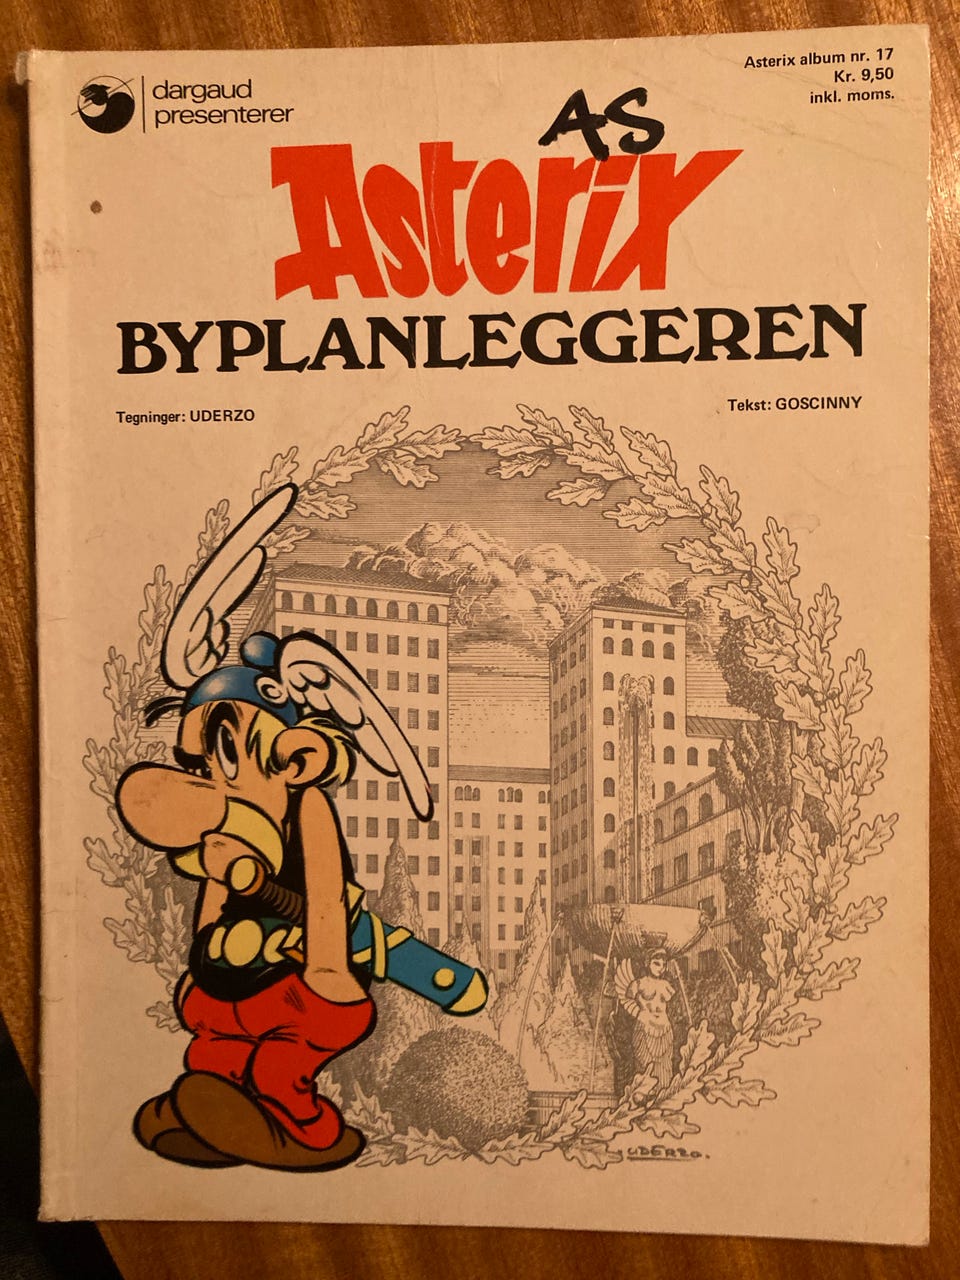 dargaud
presenterer
Asterix album nr. 17
Kr. 9,50
inkl. moms.
AS
Asterix
BYPLANLEGGEREN
Tegninger: UDERZO
Tekst: GOSCINNY
UDERZO.